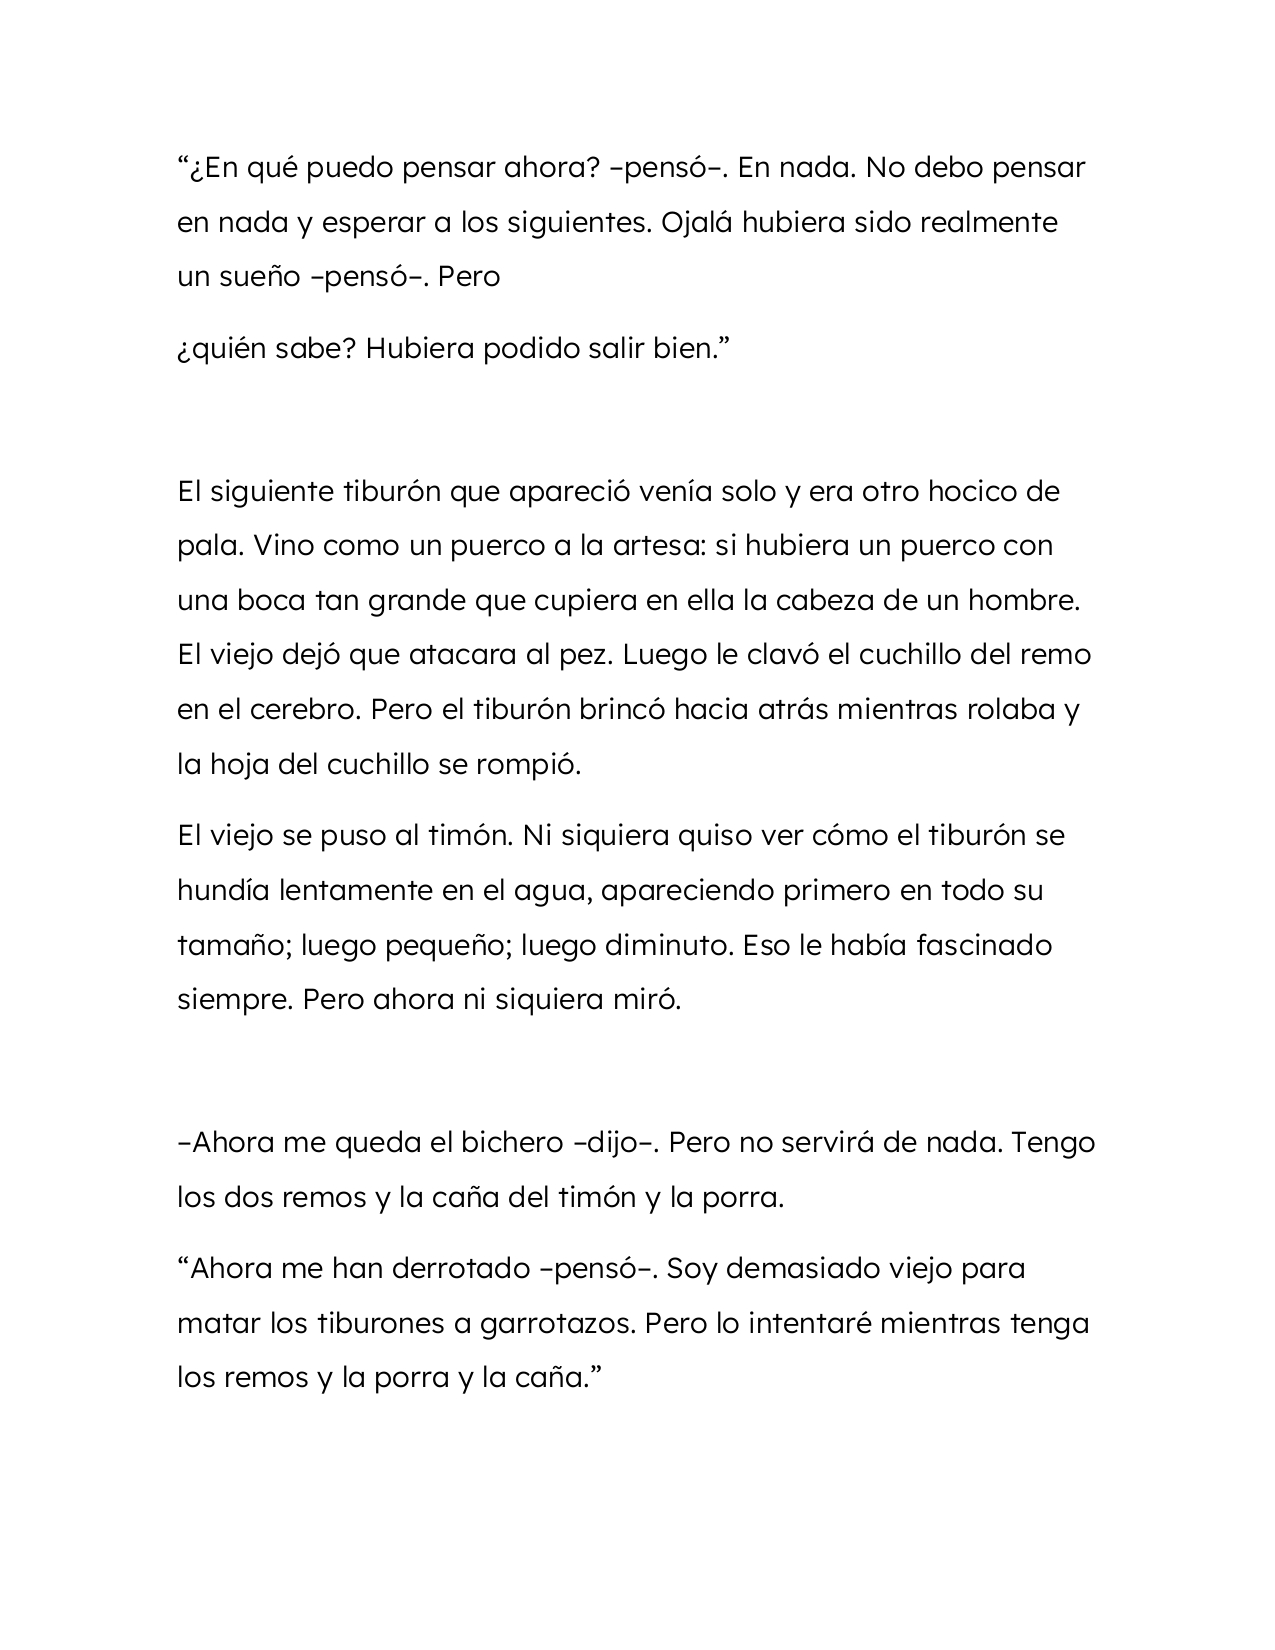 “¿En qué puedo pensar ahora? –pensó–. En nada. No debo pensar
en nada y esperar a los siguientes. Ojalá hubiera sido realmente
un sueño –pensó–. Pero
¿quién sabe? Hubiera podido salir bien.”
El siguiente tiburón que apareció venía solo y era otro hocico de
pala. Vino como un puerco a la artesa: si hubiera un puerco con
una boca tan grande que cupiera en ella la cabeza de un hombre.
El viejo dejó que atacara al pez. Luego le clavó el cuchillo del remo
en el cerebro. Pero el tiburón brincó hacia atrás mientras rolaba y
la hoja del cuchillo se rompió.
El viejo se puso al timón. Ni siquiera quiso ver cómo el tiburón se
hundía lentamente en el agua, apareciendo primero en todo su
tamaño; luego pequeño; luego diminuto. Eso le había fascinado
siempre. Pero ahora ni siquiera miró.
–Ahora me queda el bichero –dijo–. Pero no servirá de nada. Tengo
los dos remos y la caña del timón y la porra.
“Ahora me han derrotado –pensó–. Soy demasiado viejo para
matar los tiburones a garrotazos. Pero lo intentaré mientras tenga
los remos y la porra y la caña.”